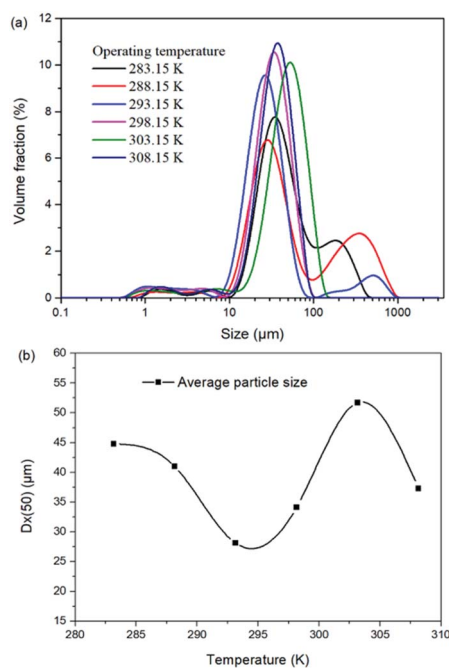 (a)
12
10
8
6
4
2
0
Volume fraction (%)
Operating temperature
283.15 K
288.15 K
293.15 K
298.15 K
303.15 K
308.15 K
0.1 1 10 100 1000
Size (μm)
(b)
60
55
50
45
40
35
30
25
20
15
Dx(50) (μm)
Average particle size
280 285 290 295 300 305 310
Temperature (K)